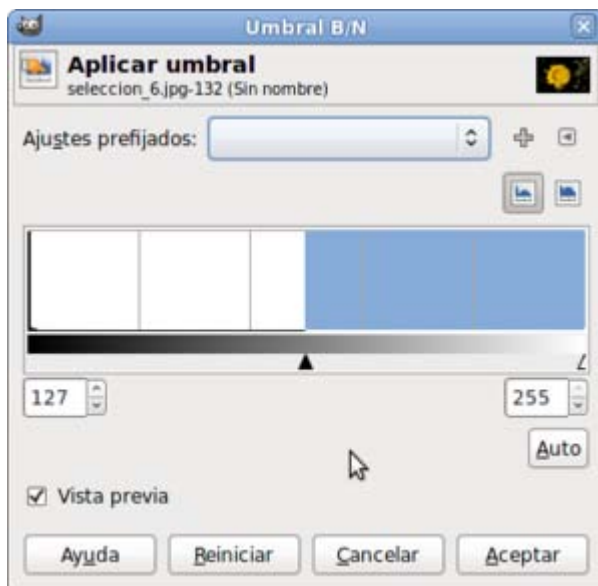 Umbral B/N
Aplicar umbral
seleccion_6.jpg-132 (Sin nombre)
Ajustes prefijados:
127 255
Auto
Vista previa
Ayuda Reiniciar Cancelar Aceptar